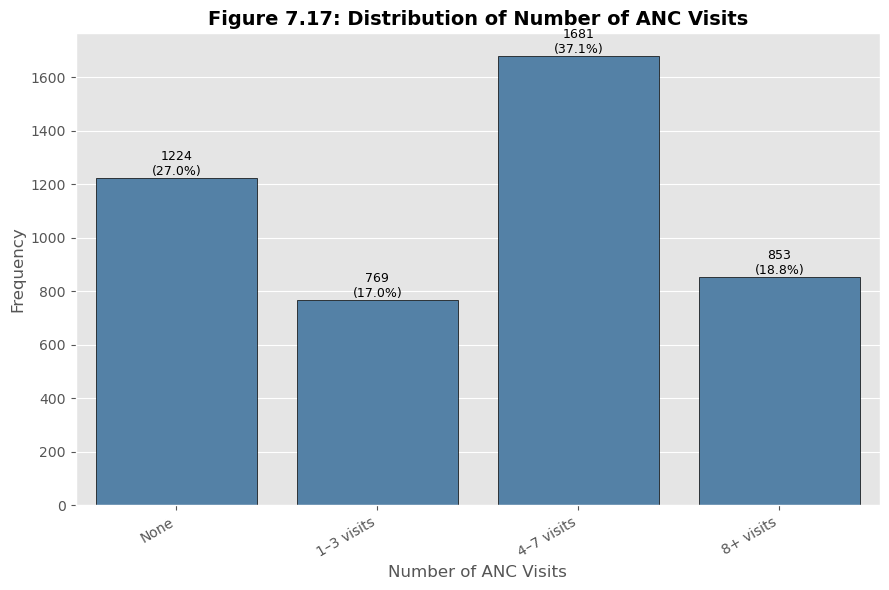 Figure 7.17: Distribution of Number of ANC Visits
1681
(37.1%)
1224
(27.0%)
853
(18.8%)
769
(17.0%)
Frequency
1600
1400
1200
1000
800
600
400
200
0
None
1–3 visits
4–7 visits
8+ visits
Number of ANC Visits